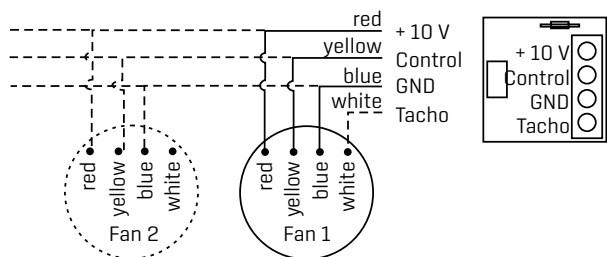 red + 10 V
yellow Control
blue GND
white Tacho
+ 10 V
Control
GND
Tacho
red yellow blue white
Fan 2
red yellow blue white
Fan 1